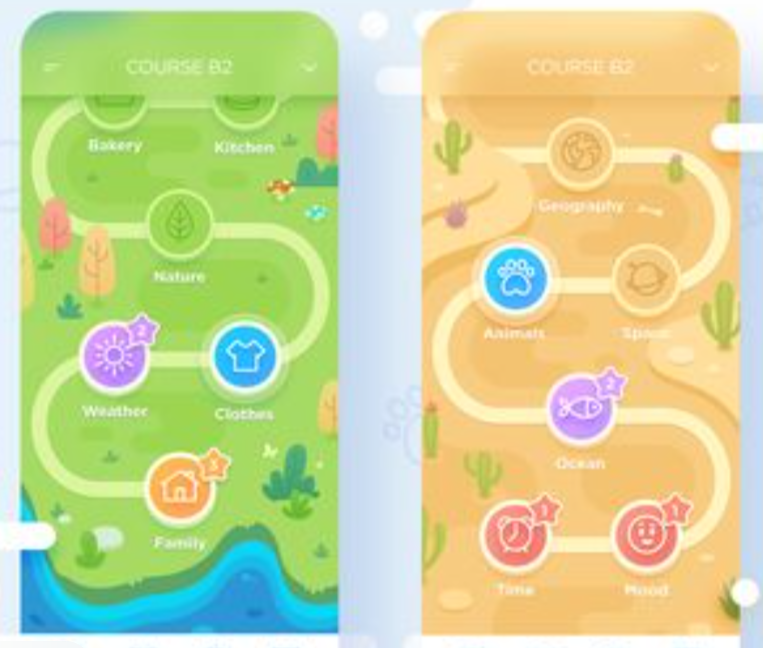 COURSE B2
Bakery
Kitchen
Nature
2
Weather
Clothes
3
Family
COURSE B2
Geography
Animals
Space
2
Ocean
1
1
Time
Mood